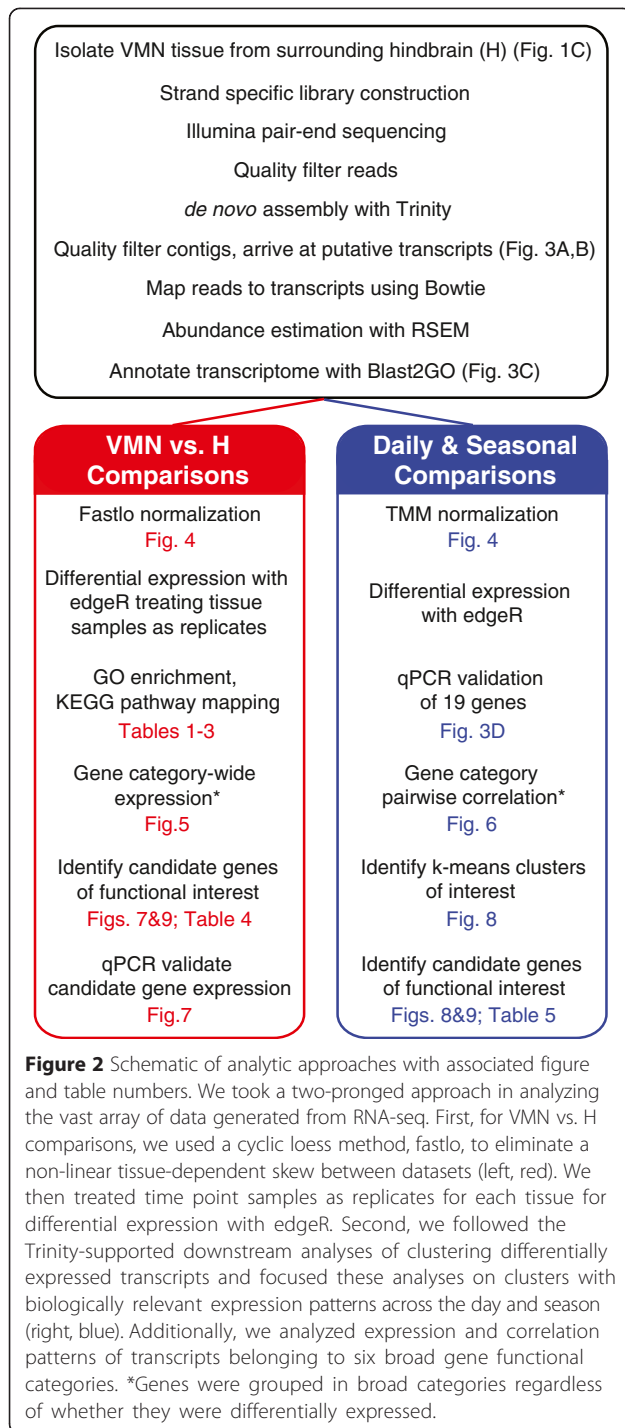 Isolate VMN tissue from surrounding hindbrain (H) (Fig. 1C)
Strand specific library construction
Illumina pair-end sequencing
Quality filter reads
de novo assembly with Trinity
Quality filter contigs, arrive at putative transcripts (Fig. 3A,B)
Map reads to transcripts using Bowtie
Abundance estimation with RSEM
Annotate transcriptome with Blast2GO (Fig. 3C)
VMN vs. H
Comparisons
Fastlo normalization
Fig. 4
Differential expression with
edgeR treating tissue
samples as replicates
GO enrichment,
KEGG pathway mapping
Tables 1-3
Gene category-wide
expression*
Fig.5
Identify candidate genes
of functional interest
Figs. 7&9; Table 4
qPCR validate
candidate gene expression
Fig.7
Daily & Seasonal
Comparisons
TMM normalization
Fig. 4
Differential expression
with edgeR
qPCR validation
of 19 genes
Fig. 3D
Gene category
pairwise correlation*
Fig. 6
Identify k-means clusters
of interest
Fig. 8
Identify candidate genes
of functional interest
Figs. 8&9; Table 5
Figure 2 Schematic of analytic approaches with associated figure
and table numbers. We took a two-pronged approach in analyzing
the vast array of data generated from RNA-seq. First, for VMN vs. H
comparisons, we used a cyclic loess method, fastlo, to eliminate a
non-linear tissue-dependent skew between datasets (left, red). We
then treated time point samples as replicates for each tissue for
differential expression with edgeR. Second, we followed the
Trinity-supported downstream analyses of clustering differentially
expressed transcripts and focused these analyses on clusters with
biologically relevant expression patterns across the day and season
(right, blue). Additionally, we analyzed expression and correlation
patterns of transcripts belonging to six broad gene functional
categories. *Genes were grouped in broad categories regardless
of whether they were differentially expressed.